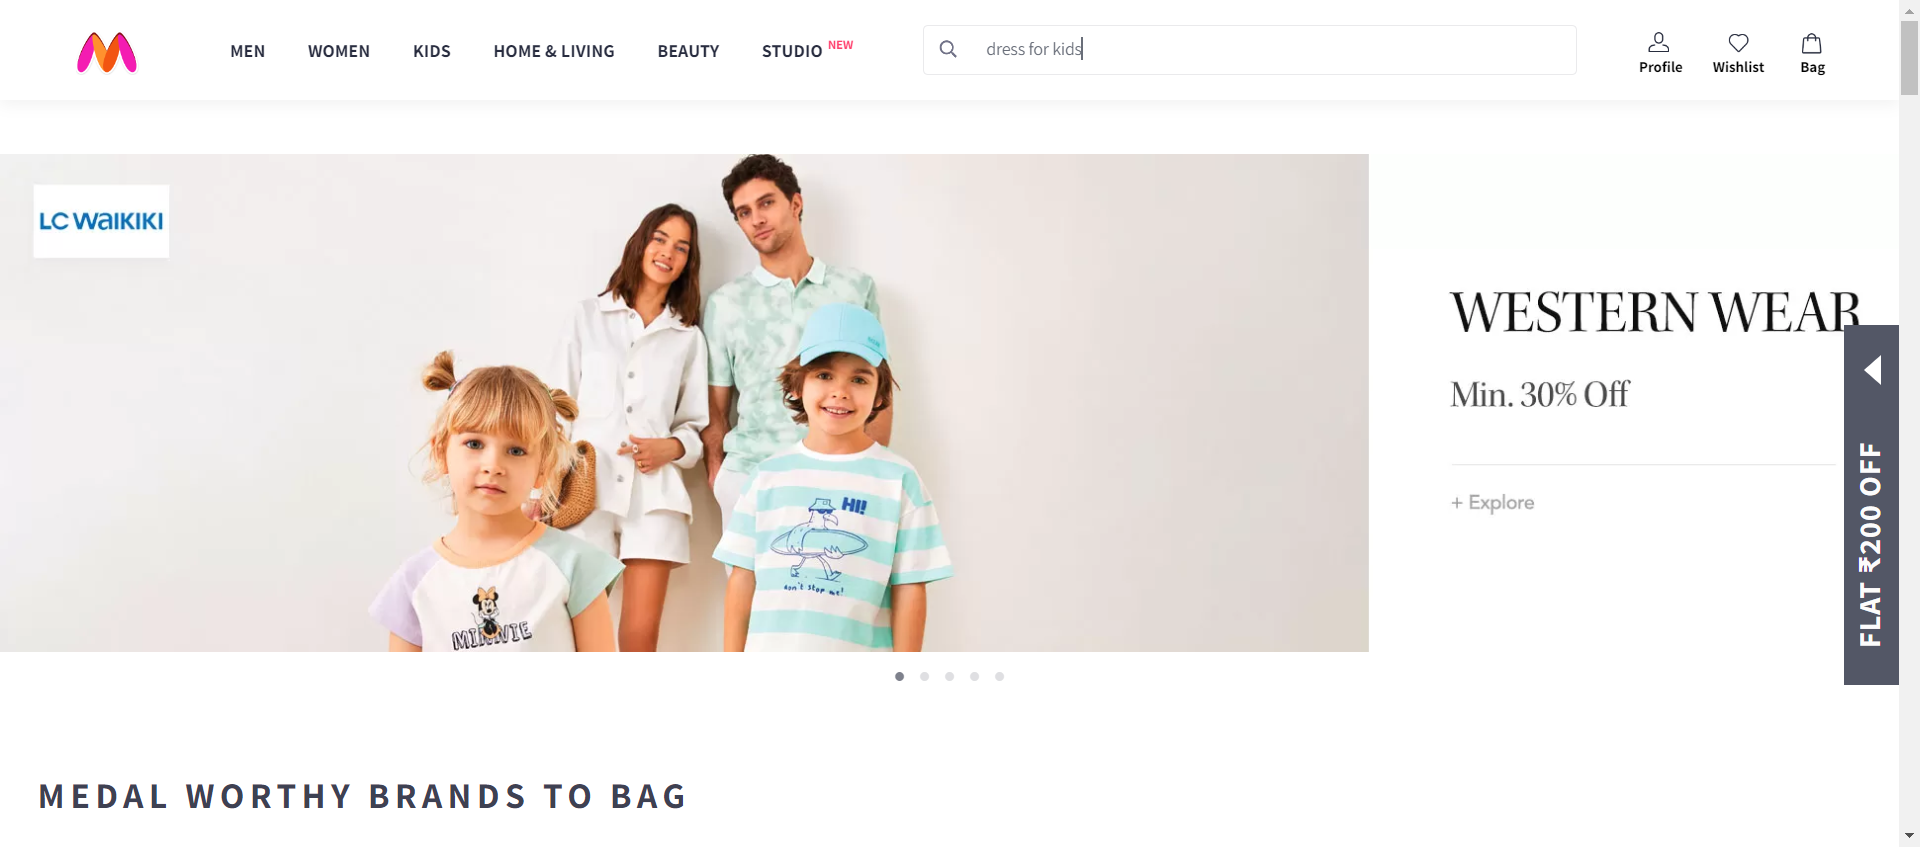 MEN WOMEN KIDS HOME & LIVING BEAUTY STUDIO NEW dress for kids Profile Wishlist Bag
LC WAIKIKI
WESTERN WEAR
Min. 30% Off
+ Explore
FLAT ₹200 OFF
HI!
don't stop me!
MINNIE
MEDAL WORTHY BRANDS TO BAG